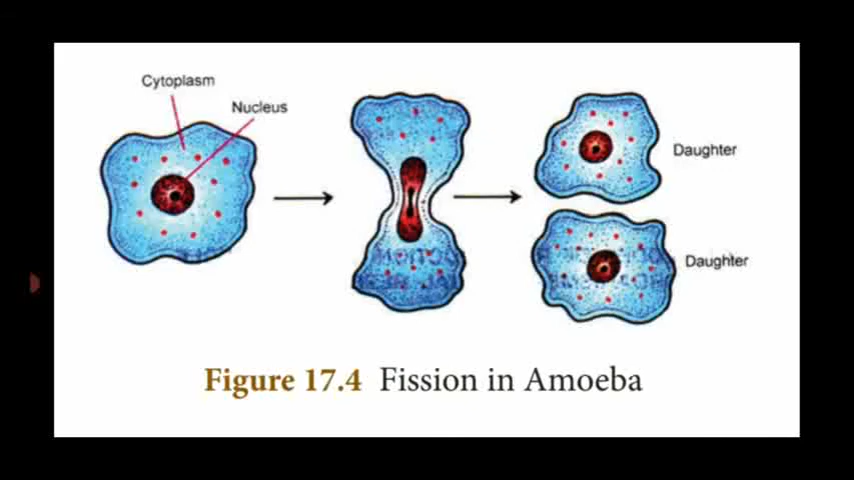 Cytoplasm
Nucleus
Daughter
Daughter
Figure 17.4 Fission in Amoeba